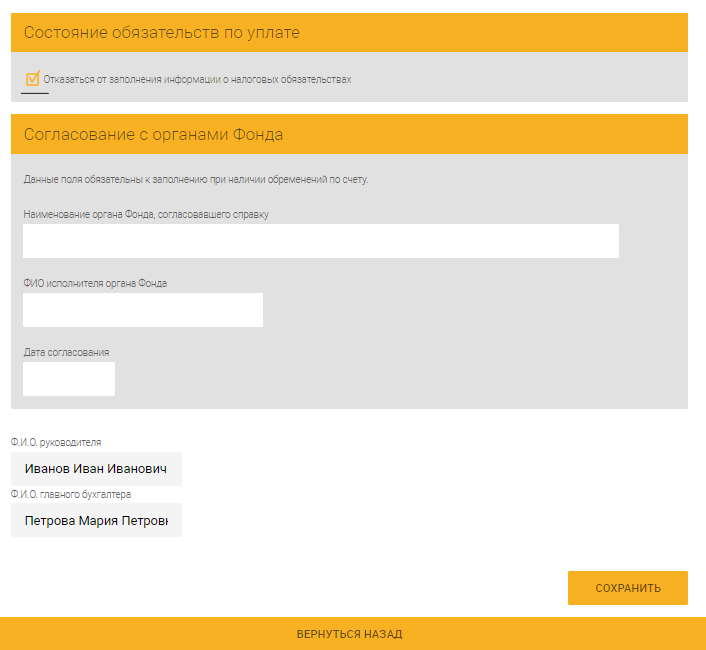 Состояние обязательств по уплате
Отказаться от заполнения информации о налоговых обязательствах
Согласование с органами Фонда
Данные поля обязательны к заполнению при наличии обременений по счету.
Наименование органа Фонда, согласовавшего справку
ФИО исполнителя органа Фонда
Дата согласования
Ф.И.О. руководителя
Иванов Иван Иванович
Ф.И.О. главного бухгалтера
Петрова Мария Петров
СОХРАНИТЬ
ВЕРНУТЬСЯ НАЗАД